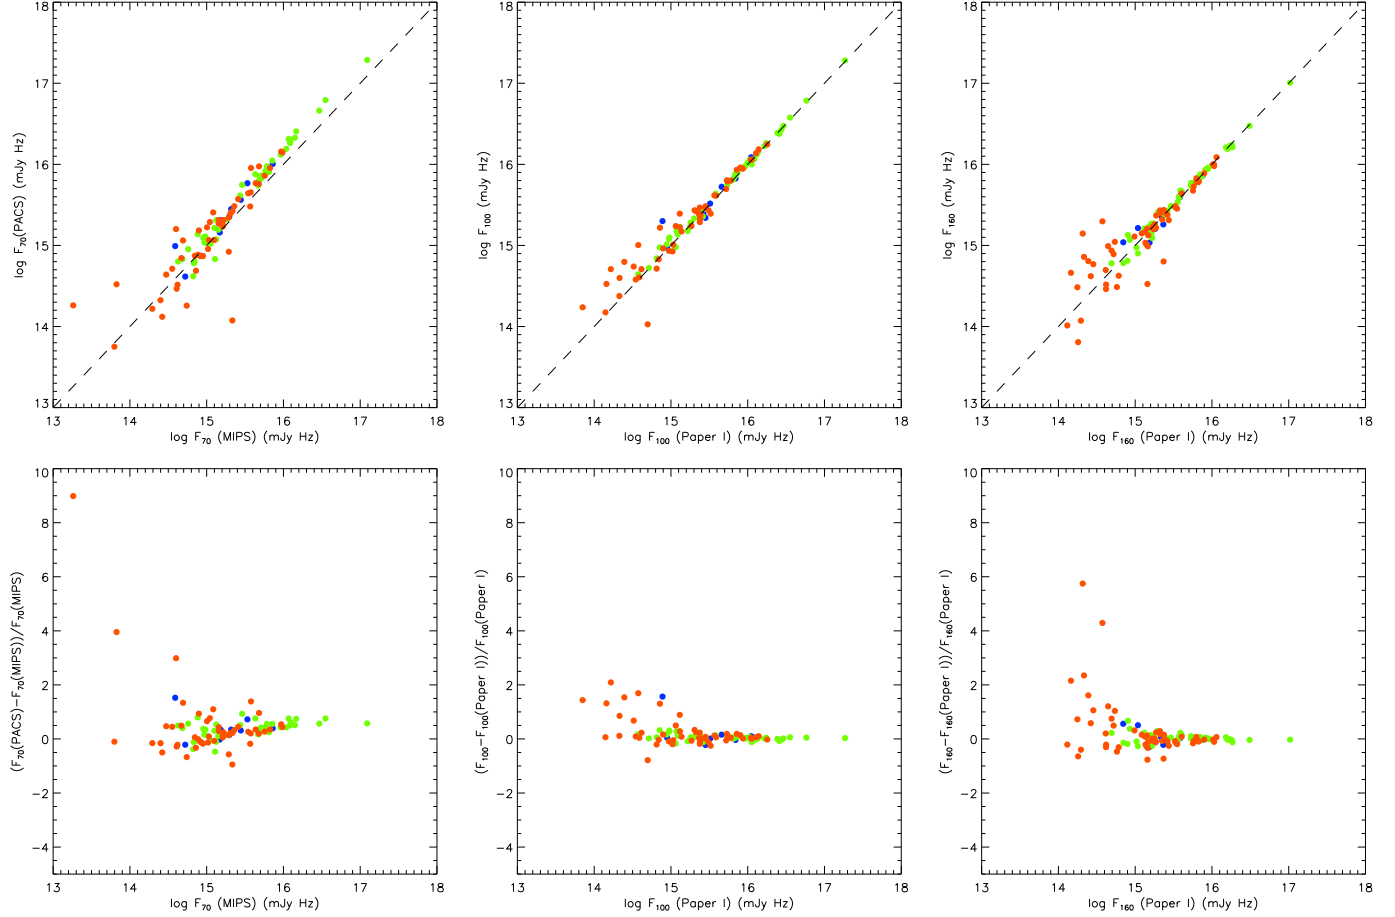 18
17
16
15
14
13
13 14 15 16 17 18
log F70 (PACS) (mJy Hz)
log F70 (MIPS) (mJy Hz)
18
17
16
15
14
13
13 14 15 16 17 18
log F100 (mJy Hz)
log F100 (Paper I) (mJy Hz)
18
17
16
15
14
13
13 14 15 16 17 18
log F160 (mJy Hz)
log F160 (Paper I) (mJy Hz)
10
8
6
4
2
0
−2
−4
13 14 15 16 17 18
(F70(PACS)−F70(MIPS))/F70(MIPS)
log F70 (MIPS) (mJy Hz)
10
8
6
4
2
0
−2
−4
13 14 15 16 17 18
(F100−F100(Paper I))/F100(Paper I)
log F100 (Paper I) (mJy Hz)
10
8
6
4
2
0
−2
−4
13 14 15 16 17 18
(F160−F160(Paper I))/F160(Paper I)
log F160 (Paper I) (mJy Hz)